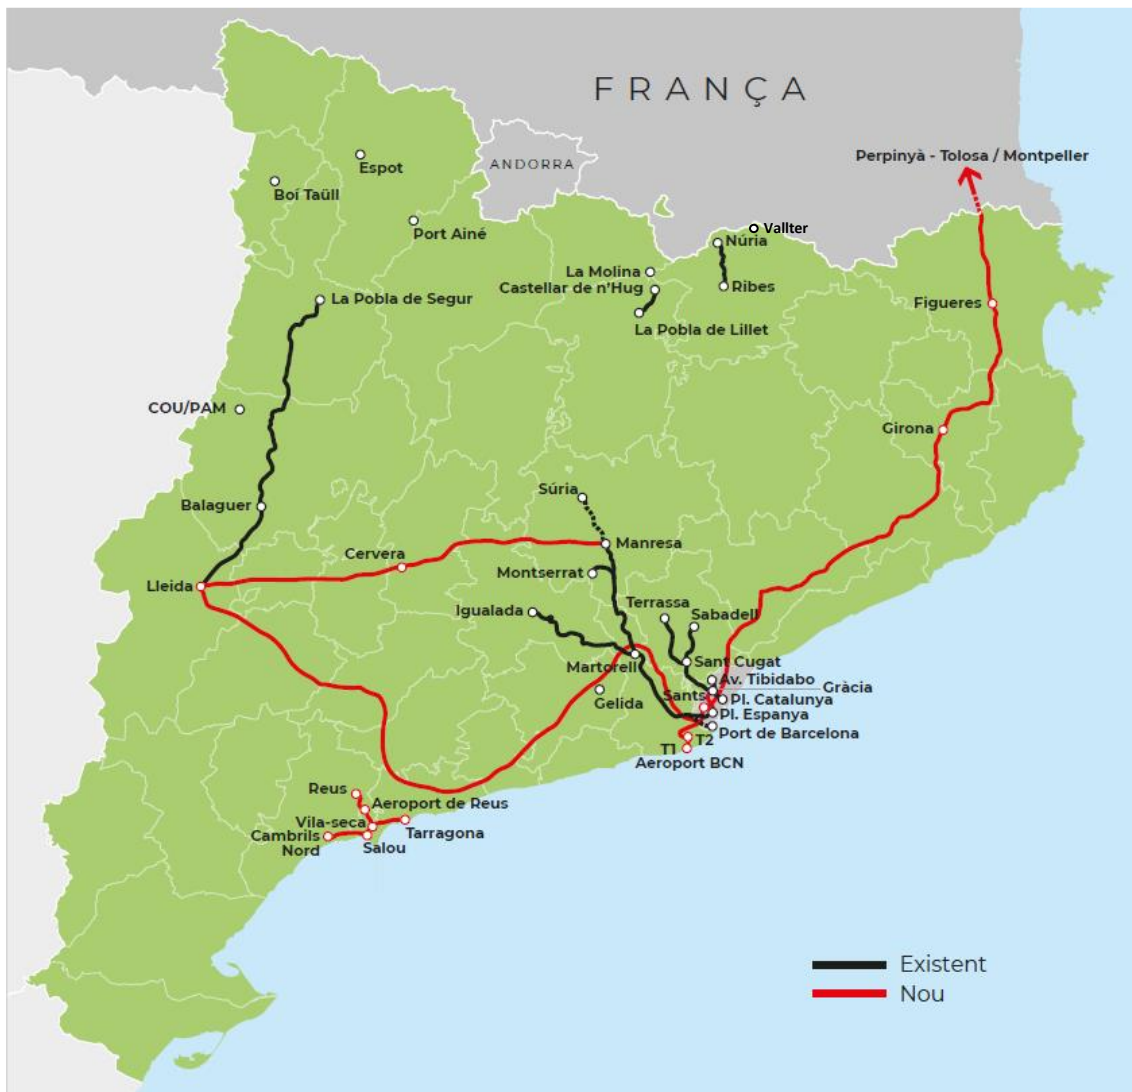 FRANÇA
ANDORRA
Perpinyà - Tolosa / Montpeller
Espot
Boí Taüll
Port Ainé
Vallter
Núria
La Molina
Castellar de n'Hug
Ribes
La Pobla de Segur
La Pobla de Lillet
Figueres
COU/PAM
Girona
Súria
Balaguer
Manresa
Cervera
Montserrat
Lleida
Terrassa
Igualada
Sabadell
Martorell
Sant Cugat
Av. Tibidabo
Gràcia
Sants
Pl. Catalunya
Gelida
Pl. Espanya
Port de Barcelona
T1
T2
Aeroport BCN
Reus
Aeroport de Reus
Vila-seca
Tarragona
Cambrils
Nord
Salou
Existent
Nou